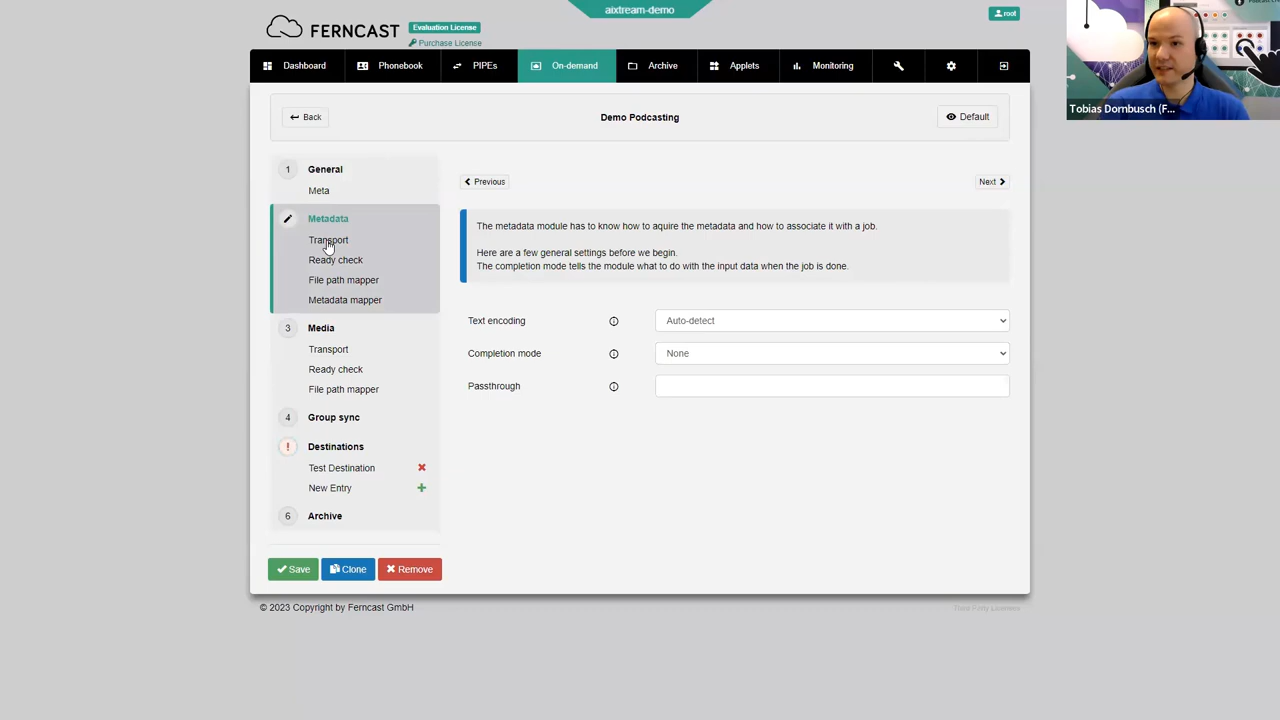 aixtream-demo
root
FERNCAST
Evaluation License
Purchase License
Dashboard
Phonebook
PIPEs
On-demand
Archive
Applets
Monitoring
Back
Demo Podcasting
Default
1 General
Meta
Metadata
Transport
Ready check
File path mapper
Metadata mapper
3 Media
Transport
Ready check
File path mapper
4 Group sync
! Destinations
Test Destination
New Entry
6 Archive
Save Clone Remove
Previous
Next
The metadata module has to know how to aquire the metadata and how to associate it with a job.
Here are a few general settings before we begin.
The completion mode tells the module what to do with the input data when the job is done.
Text encoding Auto-detect
Completion mode None
Passthrough
© 2023 Copyright by Ferncast GmbH
Tobias Dornbusch (F...